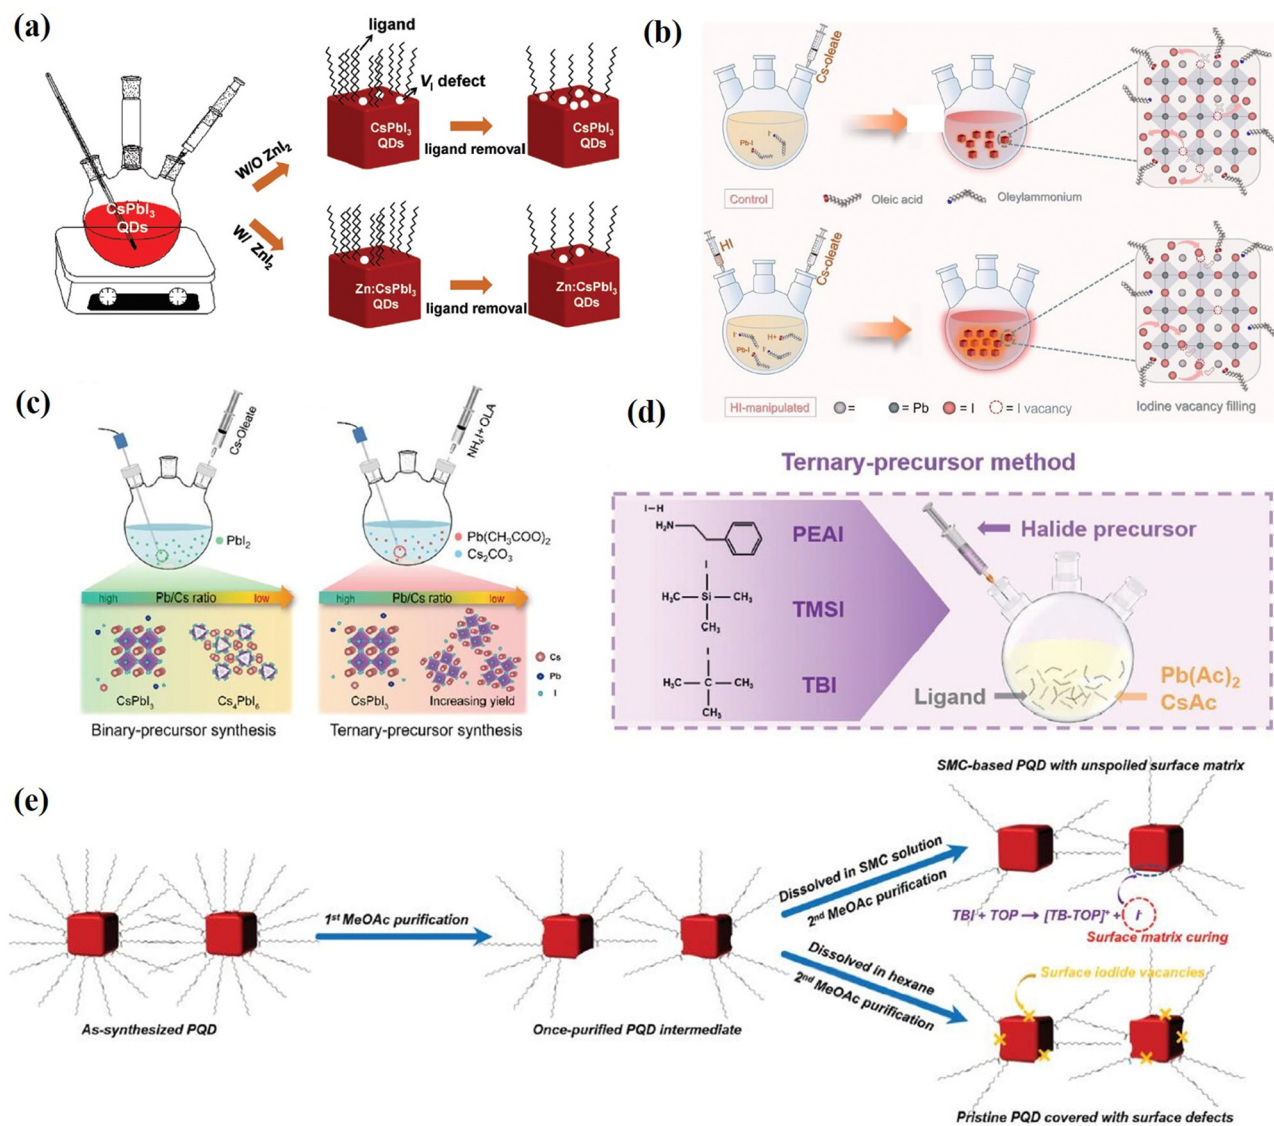 (a)
ligand
V_I defect
CsPbI₃
QDs
CsPbI₃
QDs
ligand removal
W/O ZnI₂
CsPbI₃
QDs
W/ ZnI₂
Zn:CsPbI₃
QDs
Zn:CsPbI₃
QDs
ligand removal
(b)
Cs-oleate
I⁻
Pb-I
Control
Oleic acid
Oleylammonium
HI
Cs-oleate
I⁻
H+
Pb-I
I⁻
HI-manipulated
=
= Pb
= I
= I vacancy
Iodine vacancy filling
(c)
Cs-Oleate
NH₄I+OLA
PbI₂
Pb(CH₃COO)₂
Cs₂CO₃
high
Pb/Cs ratio
low
high
Pb/Cs ratio
low
Cs
Pb
I
CsPbI₃
Cs₄PbI₆
CsPbI₃
Increasing yield
Binary-precursor synthesis
Ternary-precursor synthesis
(d)
Ternary-precursor method
I-H
H₂N
PEAI
I
H₃C
Si
CH₃
CH₃
TMSI
I
H₃C
C
CH₃
CH₃
TBI
Halide precursor
Ligand
Pb(Ac)₂
CsAc
(e)
SMC-based PQD with unspoiled surface matrix
Dissolved in SMC solution
2nd MeOAc purification
TBI + TOP → [TB-TOP]⁺ + I⁻
Surface matrix curing
1st MeOAc purification
Dissolved in hexane
2nd MeOAc purification
Surface iodide vacancies
As-synthesized PQD
Once-purified PQD intermediate
Pristine PQD covered with surface defects